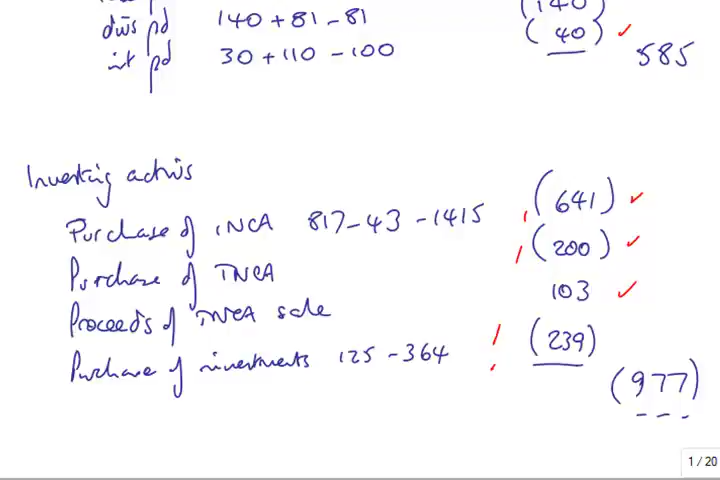 (140)
divs pd 140 + 81 - 81
int pd 30 + 110 - 100 (40) ✓ 585
Investing activs
Purchase of INCA 817 - 43 - 1415 (641) ✓
Purchase of TNCA (200) ✓
Proceeds of TNCA sale 103 ✓
Purchase of investments 125 - 364 (239)
(977)
1 / 20